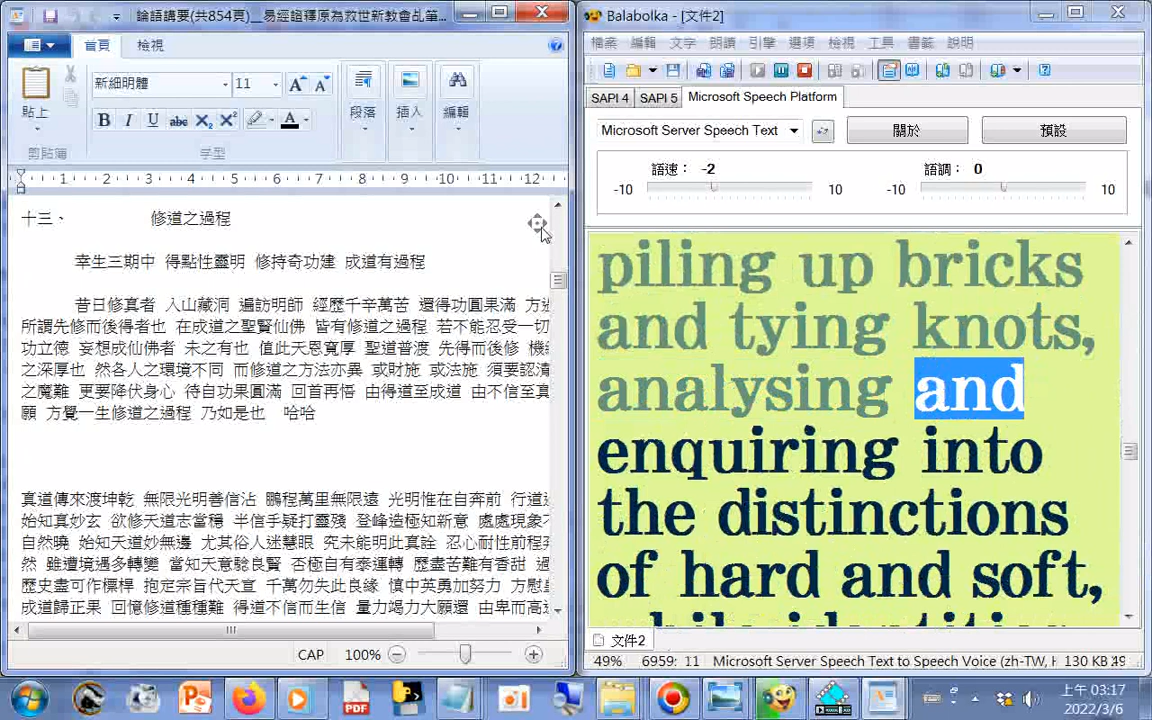 論語講要(共854頁)__易經證釋原為救世新教會乩筆...
首頁 檢視
新細明體 11
貼上
段落 插入 編輯
剪貼簿 字型
1 2 3 4 5 6 7 8 9 10 11 12
十三、 修道之過程
幸生三期中 得點性靈明 修持奇功建 成道有過程
昔日修真者 入山藏洞 遍訪明師 經歷千辛萬苦 還得功圓果滿 方
所謂先修而後得者也 在成道之聖賢仙佛 皆有修道之過程 若不能忍受一切
功立德 妄想成仙佛者 未之有也 值此天恩寬厚 聖道普渡 先得而後修 機
之深厚也 然各人之環境不同 而修道之方法亦異 或財施 或法施 須要認清
之魔難 更要降伏身心 待自功果圓滿 回首再悟 由得道至成道 由不信至真
願 方覺一生修道之過程 乃如是也 哈哈
真道傳來渡坤乾 無限光明善信沾 鵬程萬里無限遠 光明惟在自奔前 行道
始知真妙玄 欲修天道志當穩 半信手疑打靈殘 登峰造極知新意 處處現象
自然曉 始知天道妙無邊 尤其俗人迷慧眼 究未能明此真詮 忍心耐性前程
然 雖遭境遇多轉變 當知天意騐良賢 否極自有泰運轉 歷盡苦難有香甜
歷史盡可作標桿 抱定宗旨代天宣 千萬勿失此良緣 慎中英勇加努力 方慰
成道歸正果 回憶修道種種難 得道不信而生信 量力竭力大願還 由卑而高
CAP 100%
Balabolka - [文件2]
檔案 編輯 文字 朗讀 引擎 選項 檢視 工具 書籤 說明
SAPI 4 SAPI 5 Microsoft Speech Platform
Microsoft Server Speech Text 關於 預設
語速： -2 語調： 0
-10 10 -10 10
piling up bricks
and tying knots,
analysing and
enquiring into
the distinctions
of hard and soft,
while identities
文件2
49% 6959: 11 Microsoft Server Speech Text to Speech Voice (zh-TW, H 130 KB
上午 03:17
2022/3/6